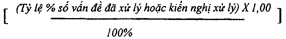 [ (Tỷ lệ % số vấn đề đã xử lý hoặc kiến nghị xử lý) X 1,00 ]
100%